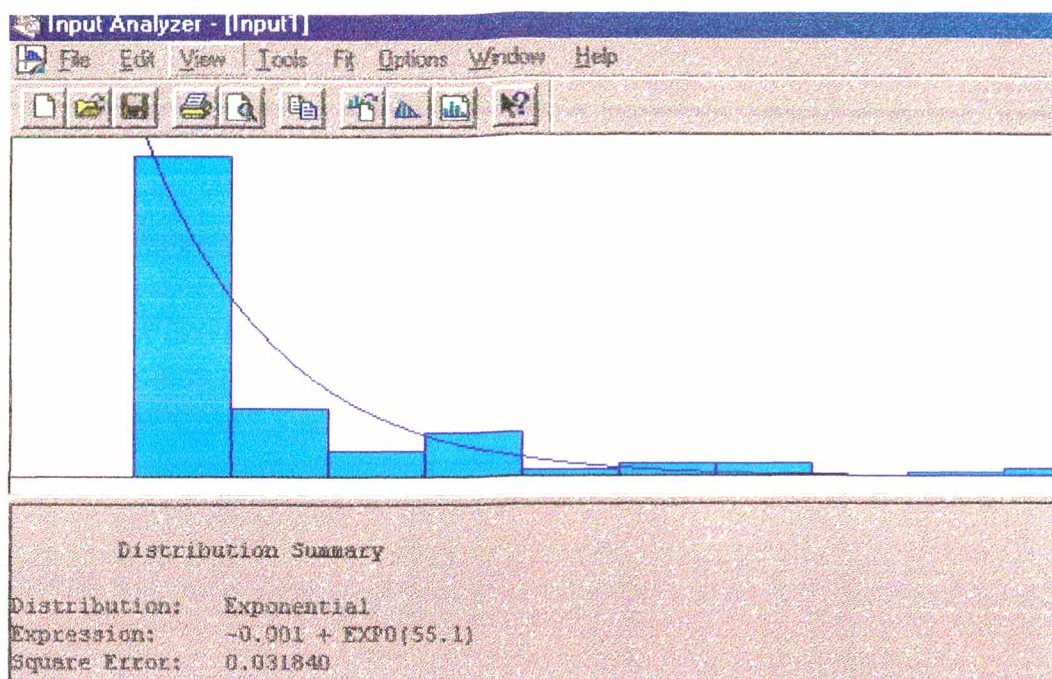 Input Analyzer - [Input1]
File Edit View Tools Fit Options Window Help
Distribution Summary
Distribution: Exponential
Expression: -0.001 + EXPO(55.1)
Square Error: 0.031840